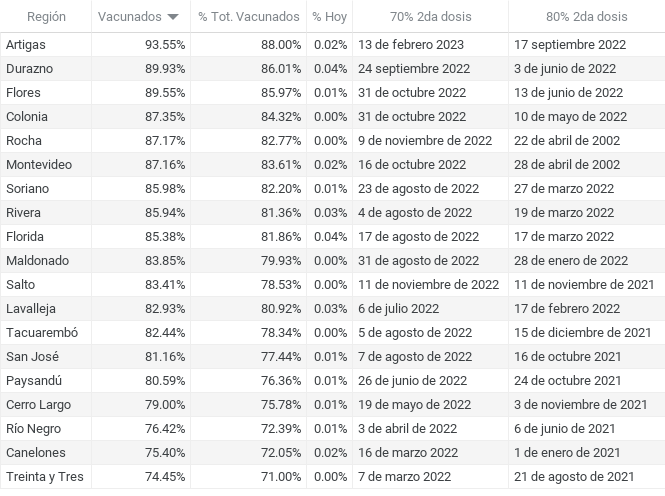 Región Vacunados % Tot. Vacunados % Hoy 70% 2da dosis 80% 2da dosis
Artigas 93.55% 88.00% 0.02% 13 de febrero 2023 17 septiembre 2022
Durazno 89.93% 86.01% 0.04% 24 septiembre 2022 3 de junio de 2022
Flores 89.55% 85.97% 0.01% 31 de octubre 2022 13 de junio de 2022
Colonia 87.35% 84.32% 0.00% 31 de octubre 2022 10 de mayo de 2022
Rocha 87.17% 82.77% 0.00% 9 de noviembre de 2022 22 de abril de 2002
Montevideo 87.16% 83.61% 0.02% 16 de octubre 2022 28 de abril de 2002
Soriano 85.98% 82.20% 0.01% 23 de agosto de 2022 27 de marzo 2022
Rivera 85.94% 81.36% 0.03% 4 de agosto de 2022 19 de marzo 2022
Florida 85.38% 81.86% 0.04% 17 de agosto 2022 17 de marzo 2022
Maldonado 83.85% 79.93% 0.00% 31 de agosto 2022 28 de enero de 2022
Salto 83.41% 78.53% 0.00% 11 de noviembre de 2022 11 de noviembre de 2021
Lavalleja 82.93% 80.92% 0.03% 6 de julio 2022 17 de febrero 2022
Tacuarembó 82.44% 78.34% 0.00% 5 de agosto de 2022 15 de diciembre de 2021
San José 81.16% 77.44% 0.01% 7 de agosto de 2022 16 de octubre 2021
Paysandú 80.59% 76.36% 0.01% 26 de junio de 2022 24 de octubre 2021
Cerro Largo 79.00% 75.78% 0.01% 19 de mayo de 2022 3 de noviembre de 2021
Río Negro 76.42% 72.39% 0.01% 3 de abril de 2022 6 de junio de 2021
Canelones 75.40% 72.05% 0.02% 16 de marzo 2022 1 de enero de 2021
Treinta y Tres 74.45% 71.00% 0.00% 7 de marzo 2022 21 de agosto de 2021